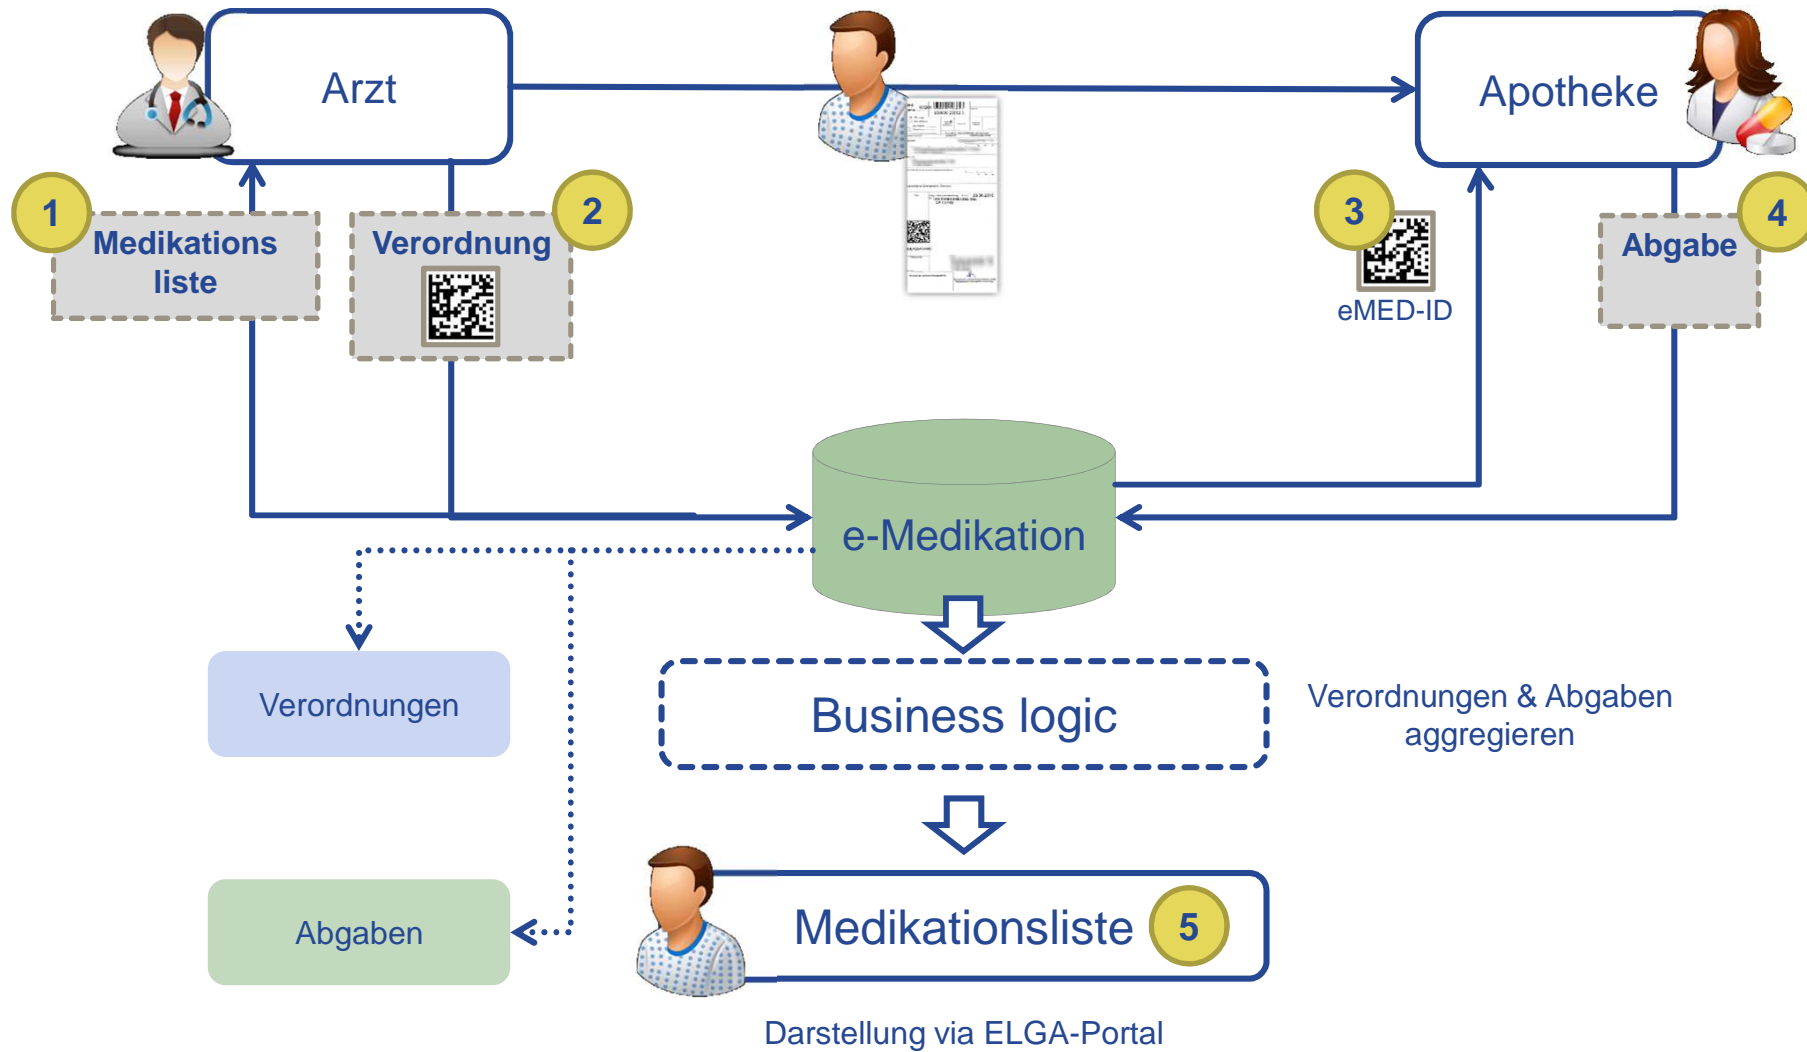 Arzt
Apotheke
1
Medikations
liste
2
Verordnung
3
eMED-ID
4
Abgabe
e-Medikation
Verordnungen
Business logic
Verordnungen & Abgaben
aggregieren
Abgaben
Medikationsliste
5
Darstellung via ELGA-Portal